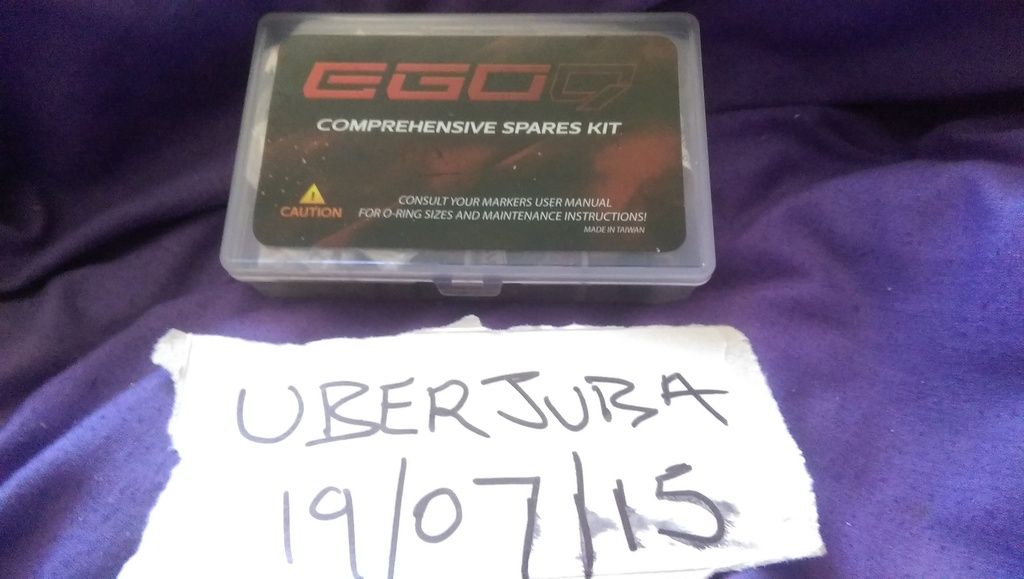 EGO9
COMPREHENSIVE SPARES KIT
CAUTION
CONSULT YOUR MARKERS USER MANUAL
FOR O-RING SIZES AND MAINTENANCE INSTRUCTIONS!
MADE IN TAIWAN
UBERJUBA
19/07/15